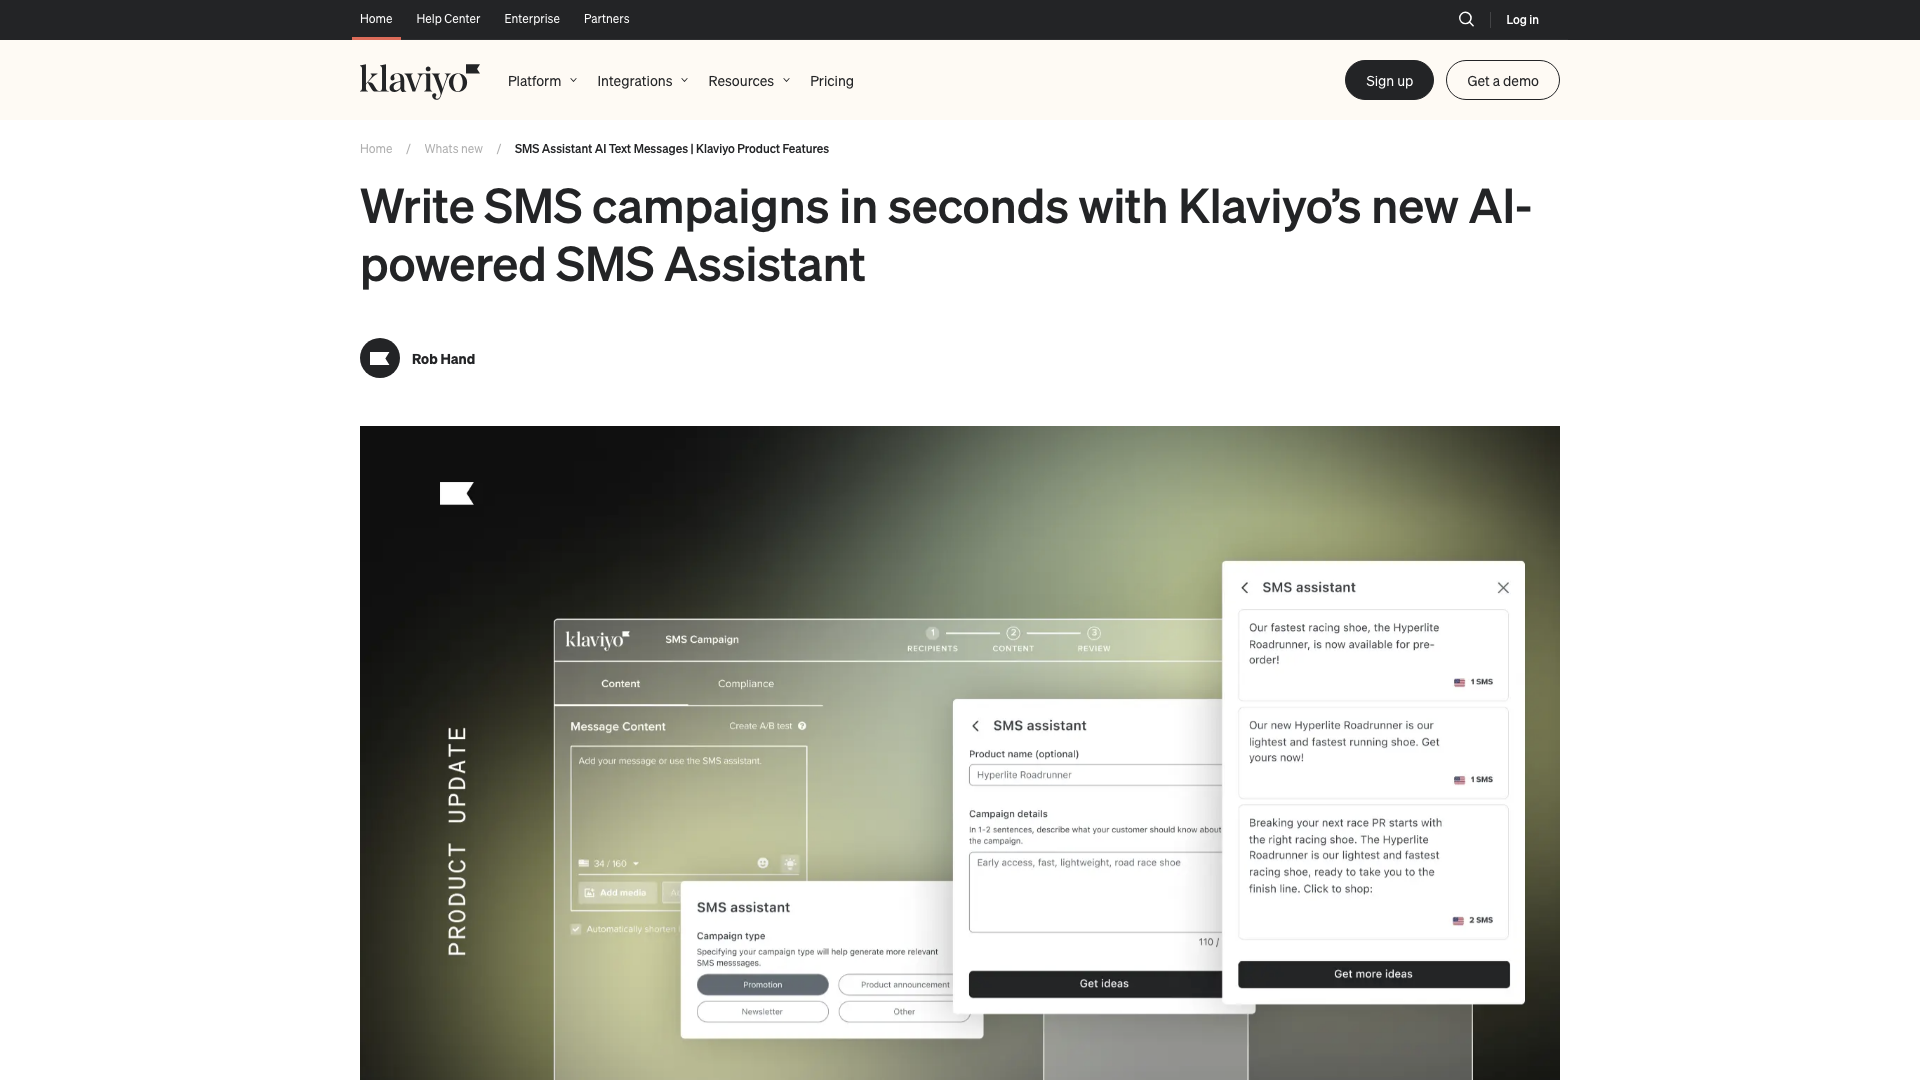 Home Help Center Enterprise Partners Log in
klaviyo Platform Integrations Resources Pricing Sign up Get a demo
Home / Whats new / SMS Assistant AI Text Messages | Klaviyo Product Features
Write SMS campaigns in seconds with Klaviyo’s new AI-
powered SMS Assistant
Rob Hand
PRODUCT UPDATE
klaviyo SMS Campaign
1 2 3
RECIPIENTS CONTENT REVIEW
Content Compliance
Message Content Create A/B test ?
Add your message or use the SMS assistant.
34 / 160
Add media
Automatically shorten
SMS assistant
Campaign type
Specifying your campaign type will help generate more relevant
SMS messsages.
Promotion Product announcement
Newsletter Other
SMS assistant
Product name (optional)
Hyperlite Roadrunner
Campaign details
In 1-2 sentences, describe what your customer should know about
the campaign.
Early access, fast, lightweight, road race shoe
110 /
Get ideas
SMS assistant
Our fastest racing shoe, the Hyperlite
Roadrunner, is now available for pre-
order!
1 SMS
Our new Hyperlite Roadrunner is our
lightest and fastest running shoe. Get
yours now!
1 SMS
Breaking your next race PR starts with
the right racing shoe. The Hyperlite
Roadrunner is our lightest and fastest
racing shoe, ready to take you to the
finish line. Click to shop:
2 SMS
Get more ideas